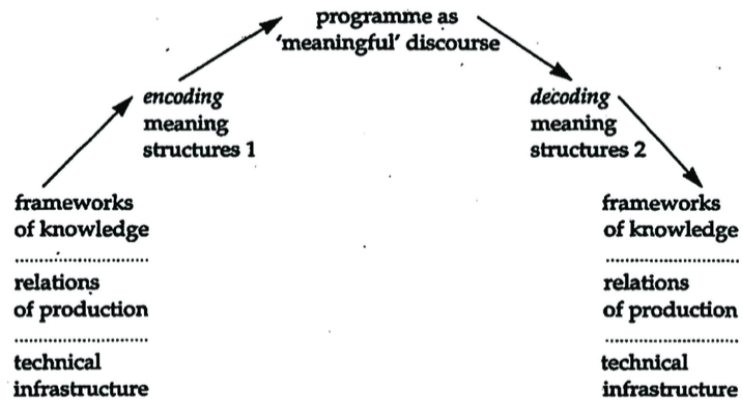 programme as
'meaningful' discourse
encoding
meaning
structures 1
decoding
meaning
structures 2
frameworks
of knowledge
relations
of production
technical
infrastructure
frameworks
of knowledge
relations
of production
technical
infrastructure